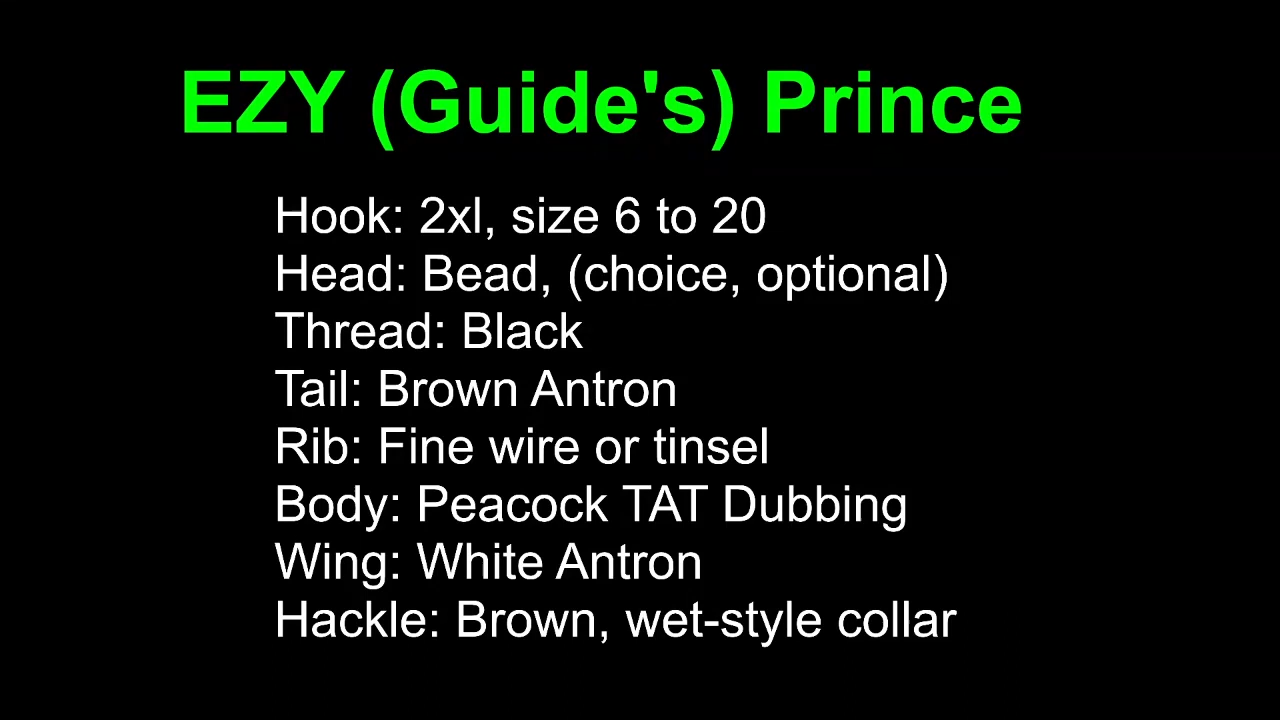 EZY (Guide's) Prince
Hook: 2xl, size 6 to 20
Head: Bead, (choice, optional)
Thread: Black
Tail: Brown Antron
Rib: Fine wire or tinsel
Body: Peacock TAT Dubbing
Wing: White Antron
Hackle: Brown, wet-style collar